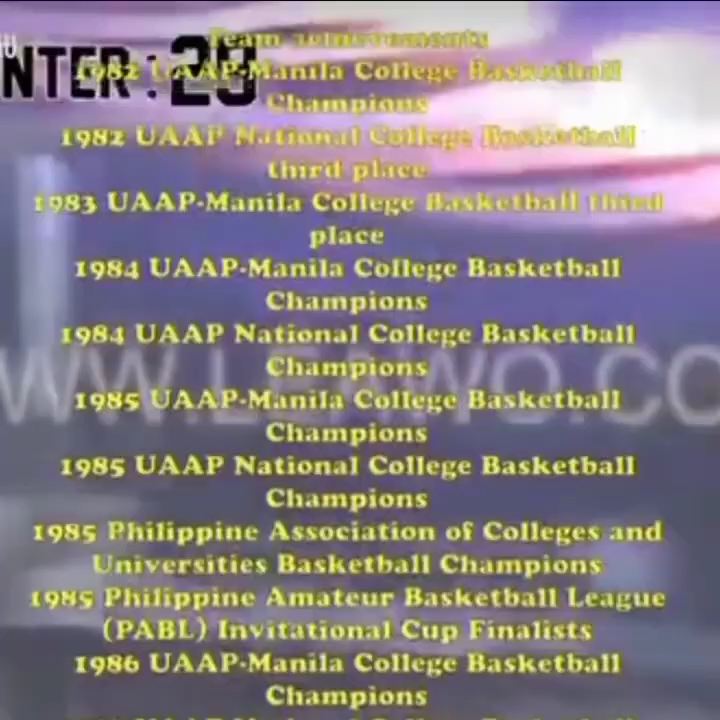 Team achievements
NTER : 23
1982 UAAP-Manila College Basketball
Champions
1982 UAAP National College Basketball
third place
1983 UAAP-Manila College Basketball third
place
1984 UAAP-Manila College Basketball
Champions
1984 UAAP National College Basketball
Champions
WWW.LEAWO.CO
1985 UAAP-Manila College Basketball
Champions
1985 UAAP National College Basketball
Champions
1985 Philippine Association of Colleges and
Universities Basketball Champions
1985 Philippine Amateur Basketball League
(PABL) Invitational Cup Finalists
1986 UAAP-Manila College Basketball
Champions